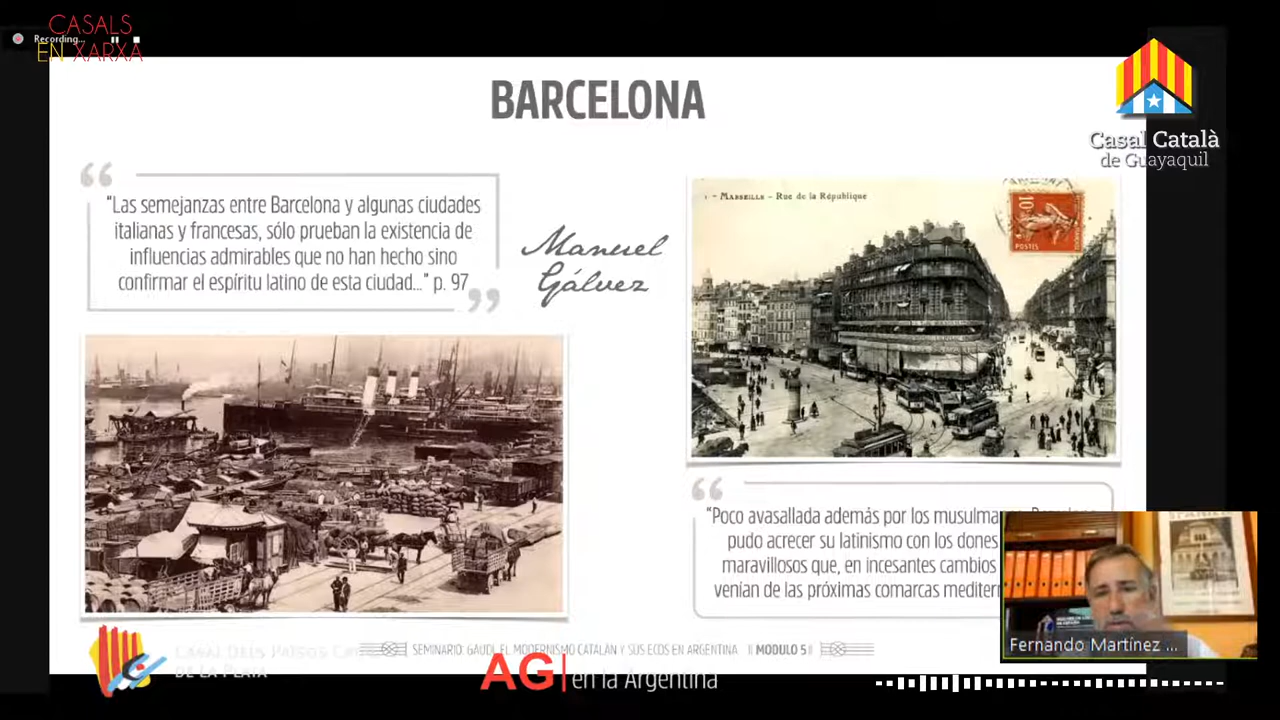 CASALS
EN XARXA
Recording...
BARCELONA
Casal Català
de Guayaquil
"Las semejanzas entre Barcelona y algunas ciudades
italianas y francesas, sólo prueban la existencia de
influencias admirables que no han hecho sino
confirmar el espíritu latino de esta ciudad..." p. 97
Manuel
Gálvez
MARSEILLE - Rue de la République
10
POSTES
"Poco avasallada además por los
pudo acrecer su latinismo con los dones
maravillosos que, en incesantes cambios
venían de las próximas comarcas
Fernando Martínez ...
CASAL DELS PAÏSOS
DE LA PLATA
SEMINARIO: GAUDÍ, EL MODERNISMO CATALÁN Y SUS ECOS EN ARGENTINA || MODULO 5 ||
AG| en la Argentina